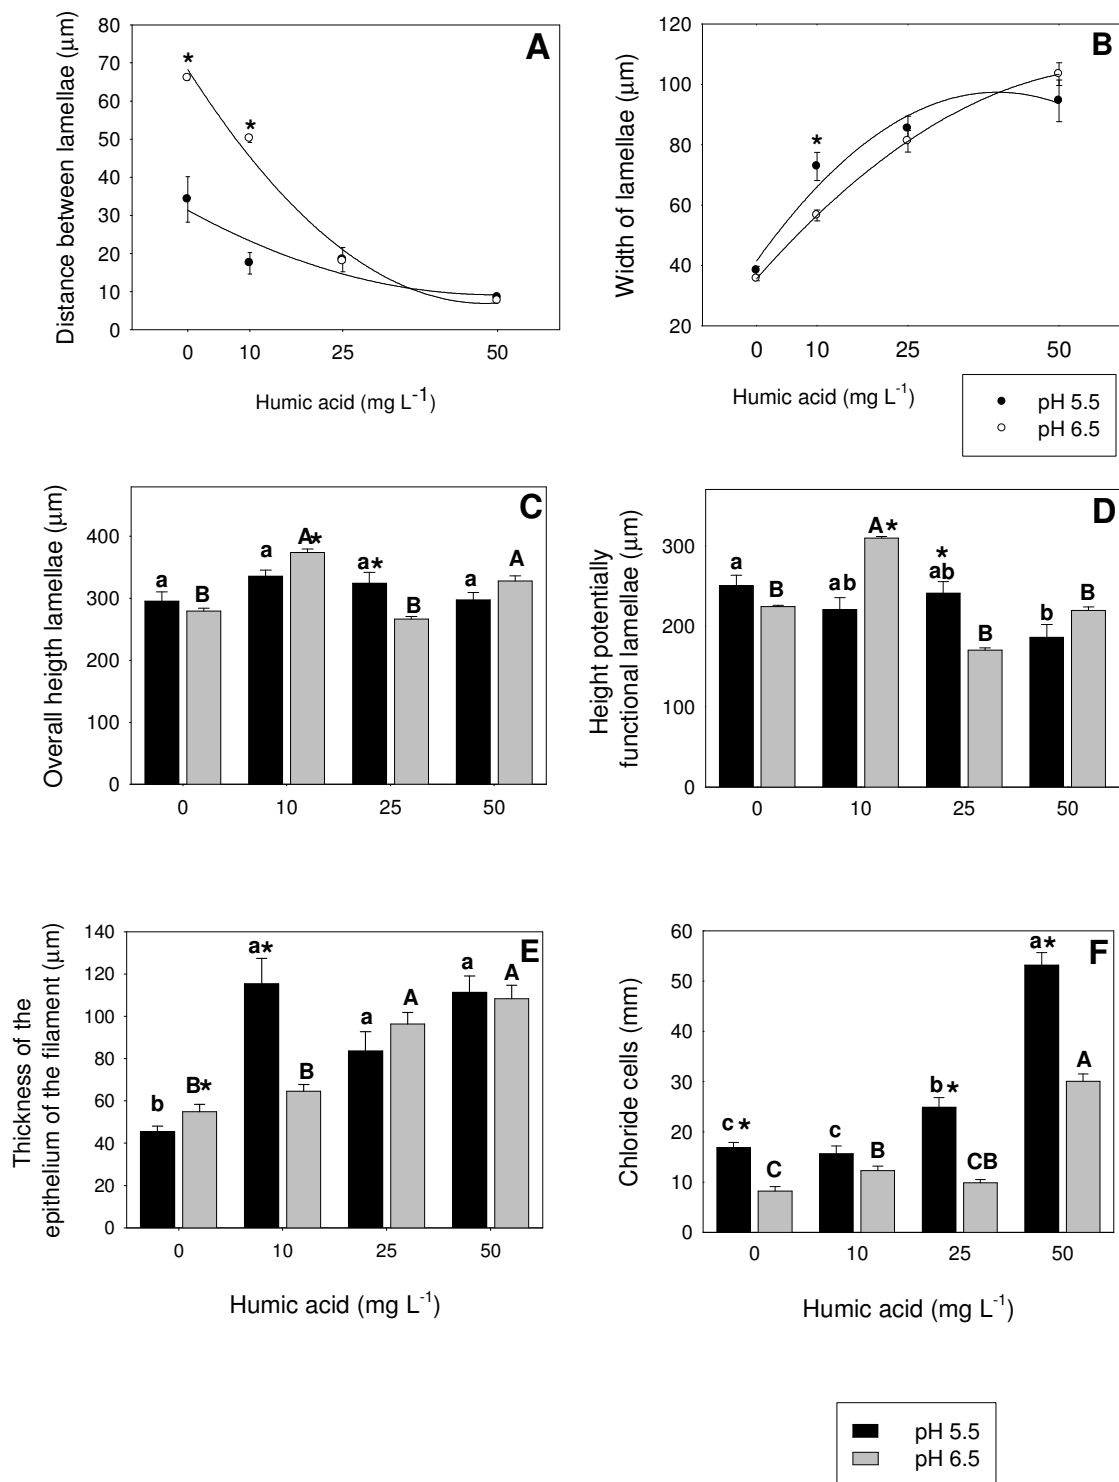 A
Distance between lamellae (μm)
80
70
60
50
40
30
20
10
0
*
*
0 10 25 50
Humic acid (mg L-1)
B
Width of lamellae (μm)
120
100
80
60
40
20
*
0 10 25 50
Humic acid (mg L-1)
pH 5.5
pH 6.5
C
Overall heigth lamellae (μm)
400
300
200
100
0
a B a A* a* B a A
0 10 25 50
D
Height potentially
functional lamellae (μm)
300
200
100
0
a B ab A* * ab B b B
0 10 25 50
E
Thickness of the
epithelium of the filament (μm)
140
120
100
80
60
40
20
0
b B* a* B a A a A
0 10 25 50
Humic acid (mg L-1)
F
Chloride cells (mm)
60
50
40
30
20
10
0
c* C c B b* CB a* A
0 10 25 50
Humic acid (mg L-1)
pH 5.5
pH 6.5